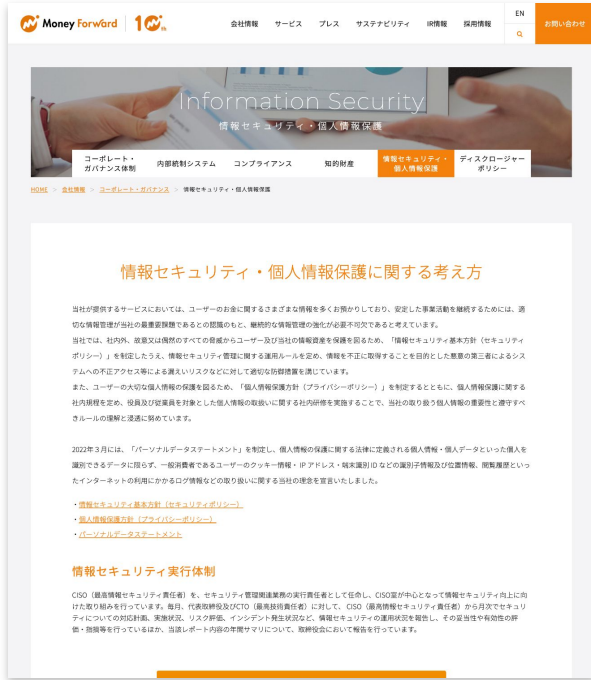 Money Forward 10th
会社情報 サービス プレス サステナビリティ IR情報 採用情報
EN
お問い合わせ
Information Security
情報セキュリティ・個人情報保護
コーポレート・
ガバナンス体制
内部統制システム
コンプライアンス
知的財産
情報セキュリティ・
個人情報保護
ディスクロージャー
ポリシー
HOME > 会社情報 > コーポレート・ガバナンス > 情報セキュリティ・個人情報保護
情報セキュリティ・個人情報保護に関する考え方
当社が提供するサービスにおいては、ユーザーのお金に関するさまざまな情報を多くお預かりしており、安定した事業活動を継続するためには、適
切な情報管理が当社の最重要課題であるとの認識のもと、継続的な情報管理の強化が必要不可欠であると考えています。
当社では、社内外、故意又は偶然のすべての脅威からユーザー及び当社の情報資産を保護を図るため、「情報セキュリティ基本方針（セキュリティ
ポリシー）」を制定したうえ、情報セキュリティ管理に関する運用ルールを定め、情報を不正に取得することを目的とした悪意の第三者によるシス
テムへの不正アクセス等による漏えいリスクなどに対して適切な防御措置を講じています。
また、ユーザーの大切な個人情報の保護を図るため、「個人情報保護方針（プライバシーポリシー）」を制定するとともに、個人情報保護に関する
社内規程を定め、役員及び従業員を対象とした個人情報の取扱いに関する社内研修を実施することで、当社の取り扱う個人情報の重要性と遵守すべ
きルールの理解と浸透に努めています。
2022年3月には、「パーソナルデータステートメント」を制定し、個人情報の保護に関する法律に定義される個人情報・個人データといった個人を
識別できるデータに限らず、一般消費者であるユーザーのクッキー情報・IPアドレス・端末識別IDなどの識別子情報及び位置情報、閲覧履歴といっ
たインターネットの利用にかかるログ情報などの取り扱いに関する当社の理念を宣言いたしました。
・情報セキュリティ基本方針（セキュリティポリシー）
・個人情報保護方針（プライバシーポリシー）
・パーソナルデータステートメント
情報セキュリティ実行体制
CISO（最高情報セキュリティ責任者）を、セキュリティ管理関連業務の実行責任者として任命し、CISO室が中心となって情報セキュリティ向上に向
けた取り組みを行っています。毎月、代表取締役及びCTO（最高技術責任者）に対して、CISO（最高情報セキュリティ責任者）から月次でセキュリ
ティについての対応計画、実施状況、リスク評価、インシデント発生状況など、情報セキュリティの運用状況を報告し、その妥当性や有効性の評
価・指摘等を行っているほか、当該レポート内容の年間サマリについて、取締役会において報告を行っています。